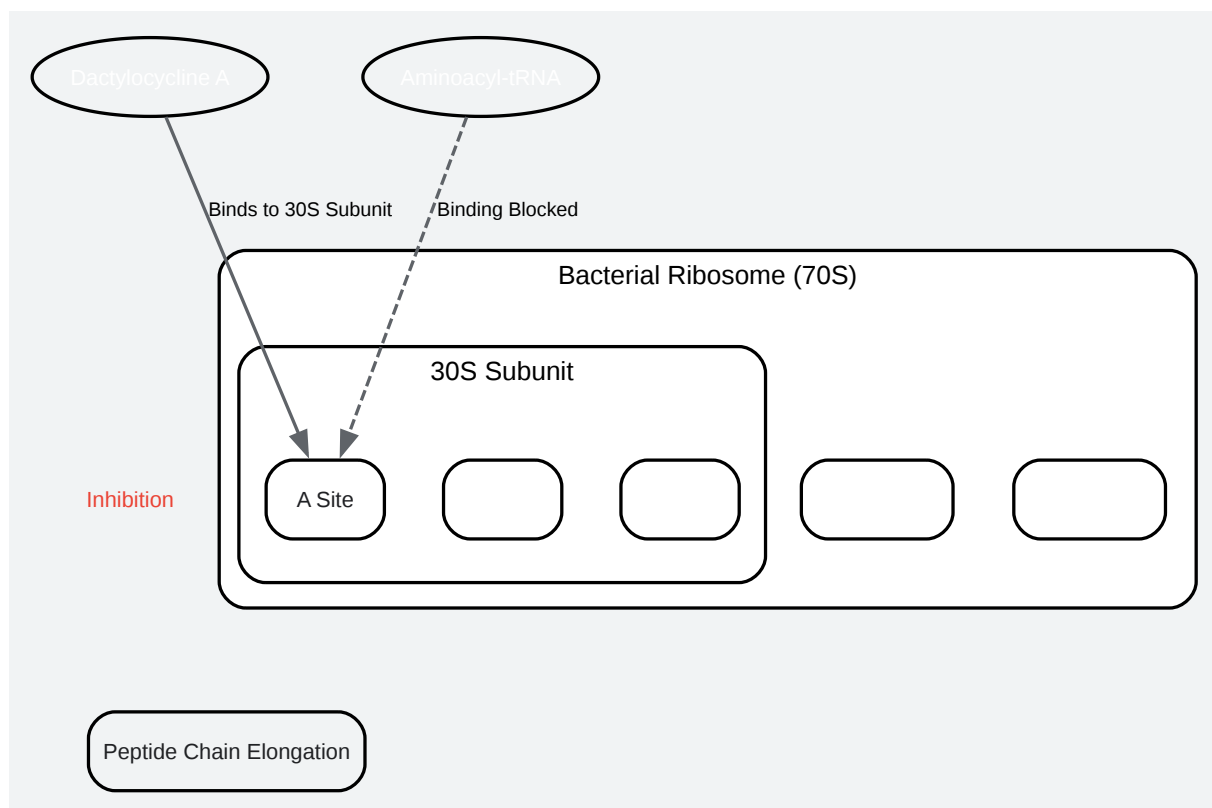 Dactylocycline A
Aminoacyl-tRNA
Binds to 30S Subunit
Binding Blocked
Bacterial Ribosome (70S)
30S Subunit
Inhibition
A Site
Peptide Chain Elongation